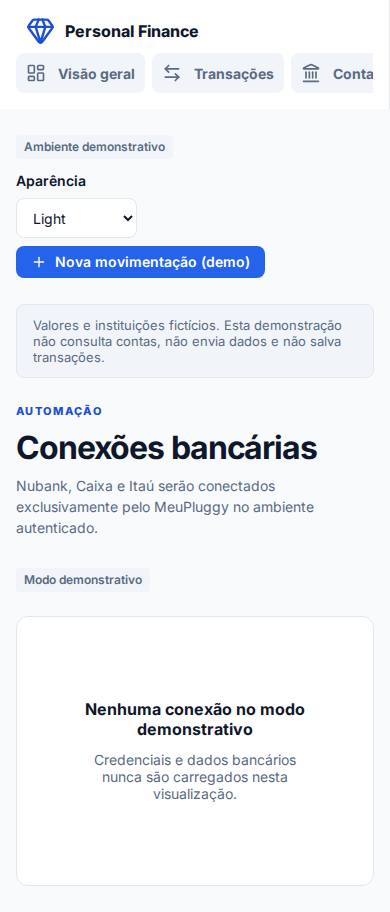 Personal Finance
Visão geral
Transações
Conta
Ambiente demonstrativo
Aparência
Light
Nova movimentação (demo)
Valores e instituições fictícios. Esta demonstração
não consulta contas, não envia dados e não salva
transações.
AUTOMAÇÃO
Conexões bancárias
Nubank, Caixa e Itaú serão conectados
exclusivamente pelo MeuPluggy no ambiente
autenticado.
Modo demonstrativo
Nenhuma conexão no modo
demonstrativo
Credenciais e dados bancários
nunca são carregados nesta
visualização.